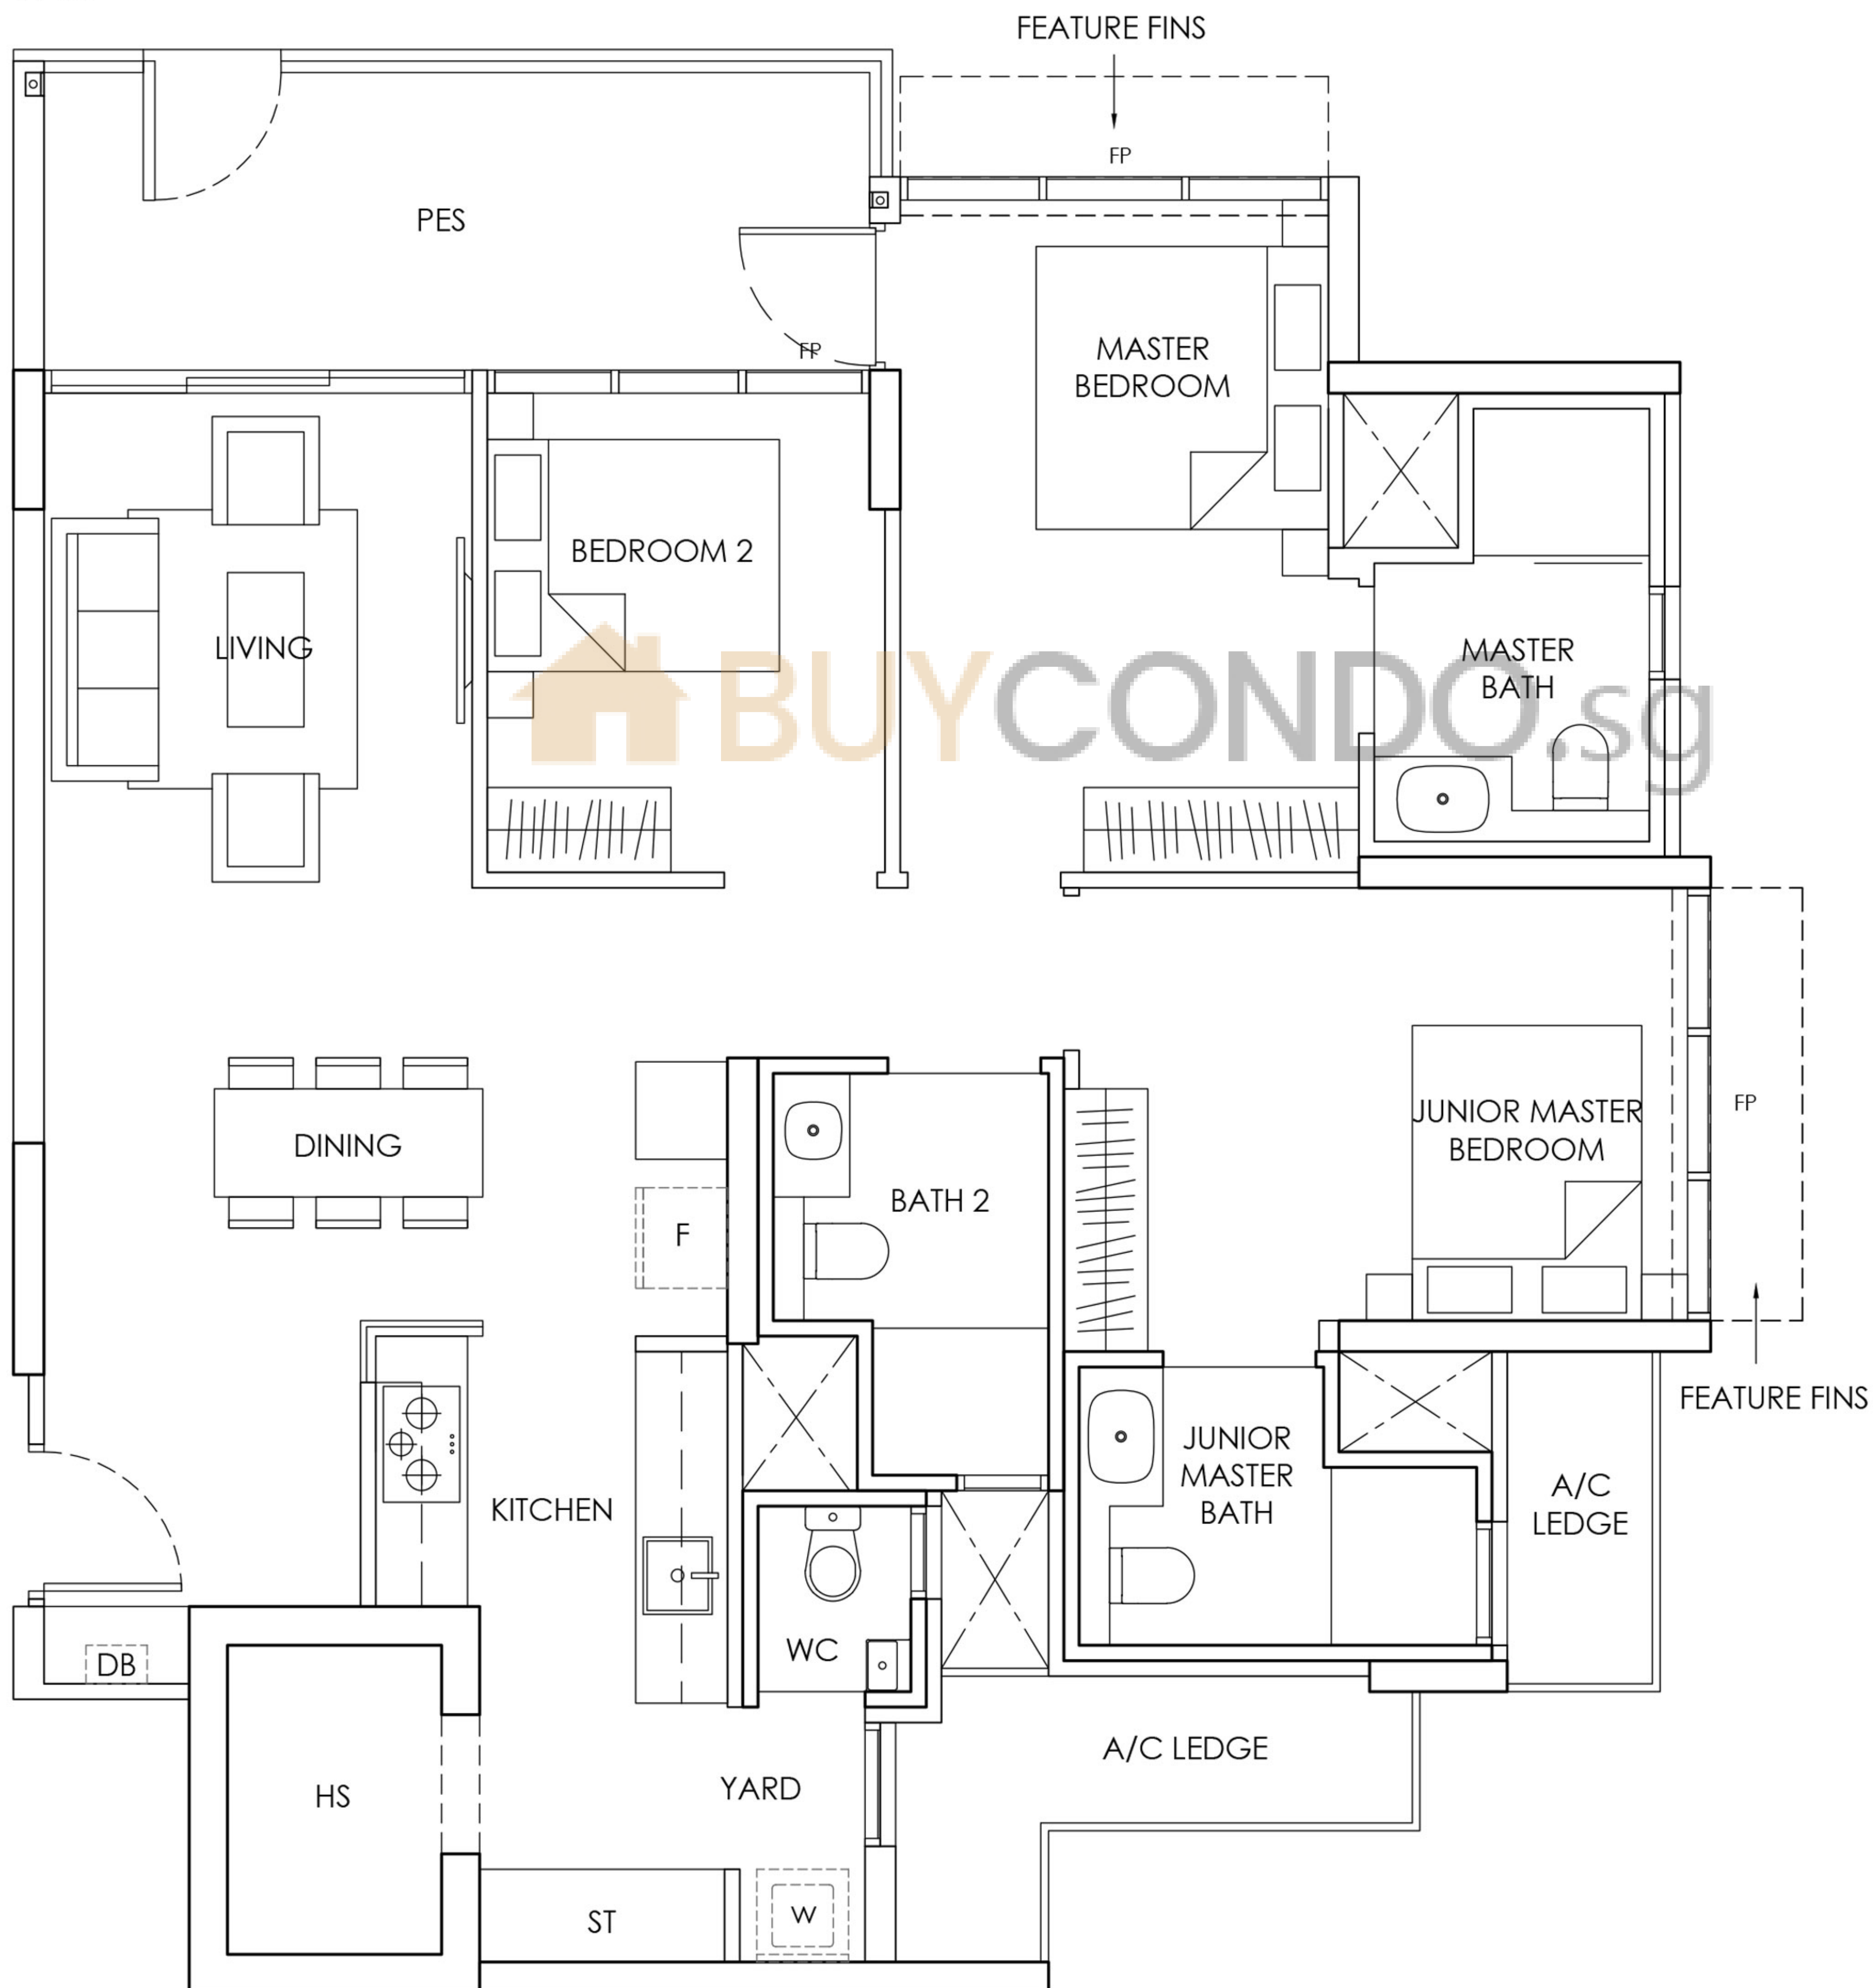 FEATURE FINS
FP
PES
FP
MASTER
BEDROOM
BEDROOM 2
LIVING
MASTER
BATH
BUYCONDO.sg
DINING
JUNIOR MASTER
BEDROOM
FP
BATH 2
F
FEATURE FINS
JUNIOR
MASTER
BATH
A/C
LEDGE
KITCHEN
WC
DB
A/C LEDGE
HS
YARD
ST
W